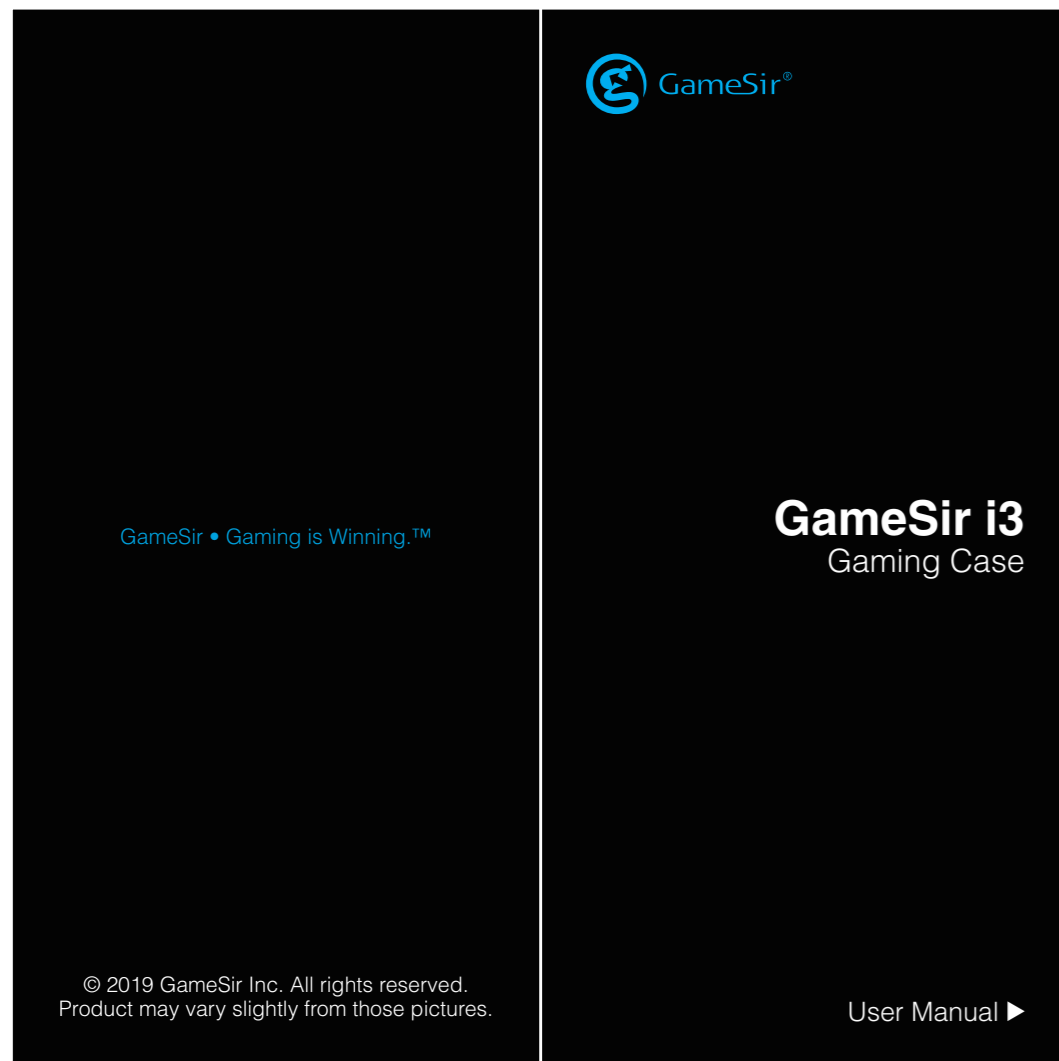 GameSir • Gaming is Winning.™
© 2019 GameSir Inc. All rights reserved.
Product may vary slightly from those pictures.
GameSir®
GameSir i3
Gaming Case
User Manual ▶